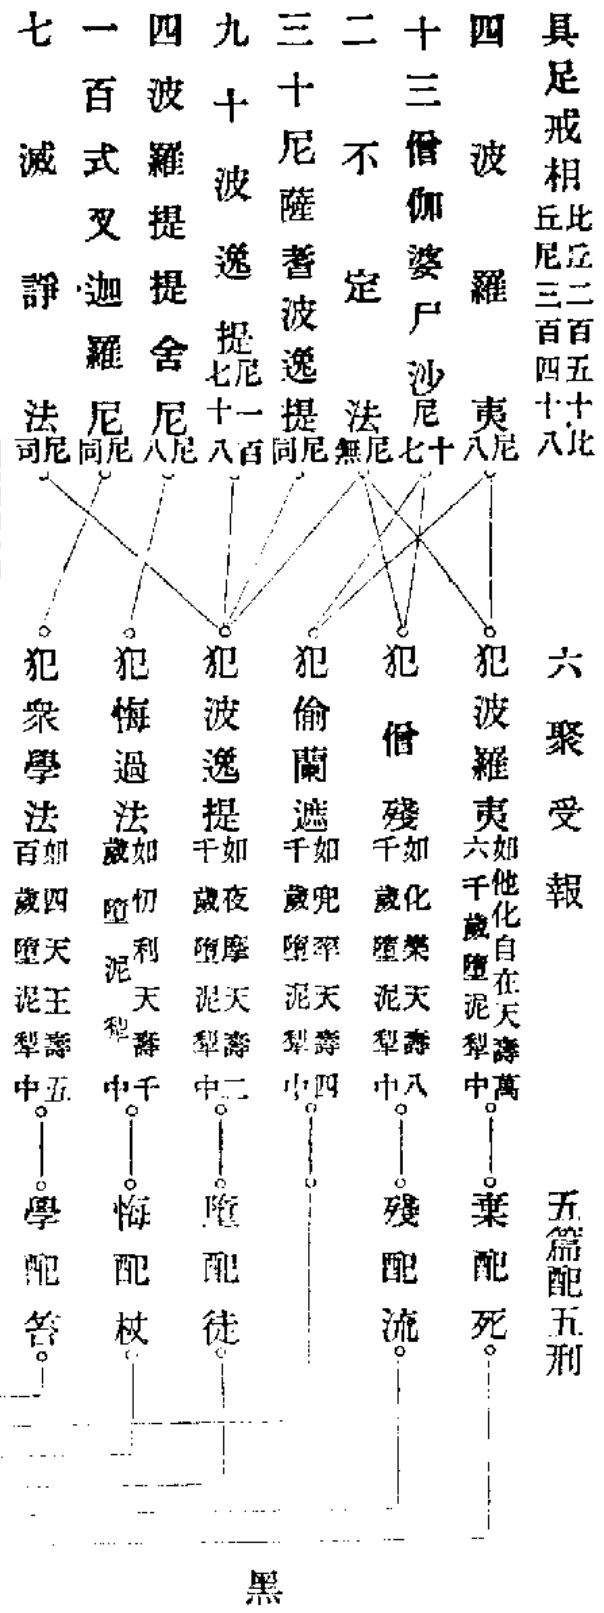 具足戒相比丘二百五十比丘尼三百四十八
四波羅夷尼八
十三僧伽婆尸沙尼十七
二不定法尼無
三十尼薩耆波逸提尼同
九十波逸提尼一百七十八
四波羅提提舍尼尼八
一百式叉迦羅尼尼同
七滅諍法尼司
六聚受報
犯波羅夷如他化自在天壽萬六千歲墮泥犁中
犯僧殘如化樂天壽八千歲墮泥犁中
犯偷蘭遮如兜率天壽四千歲墮泥犁中
犯波逸提如夜摩天壽二千歲墮泥犁中
犯悔過法如忉利天壽千歲墮泥犁中
犯衆學法如四天王壽五百歲墮泥犁中
五篇配五刑
棄配死
殘配流
墮配徒
悔配杖
學配笞
黑